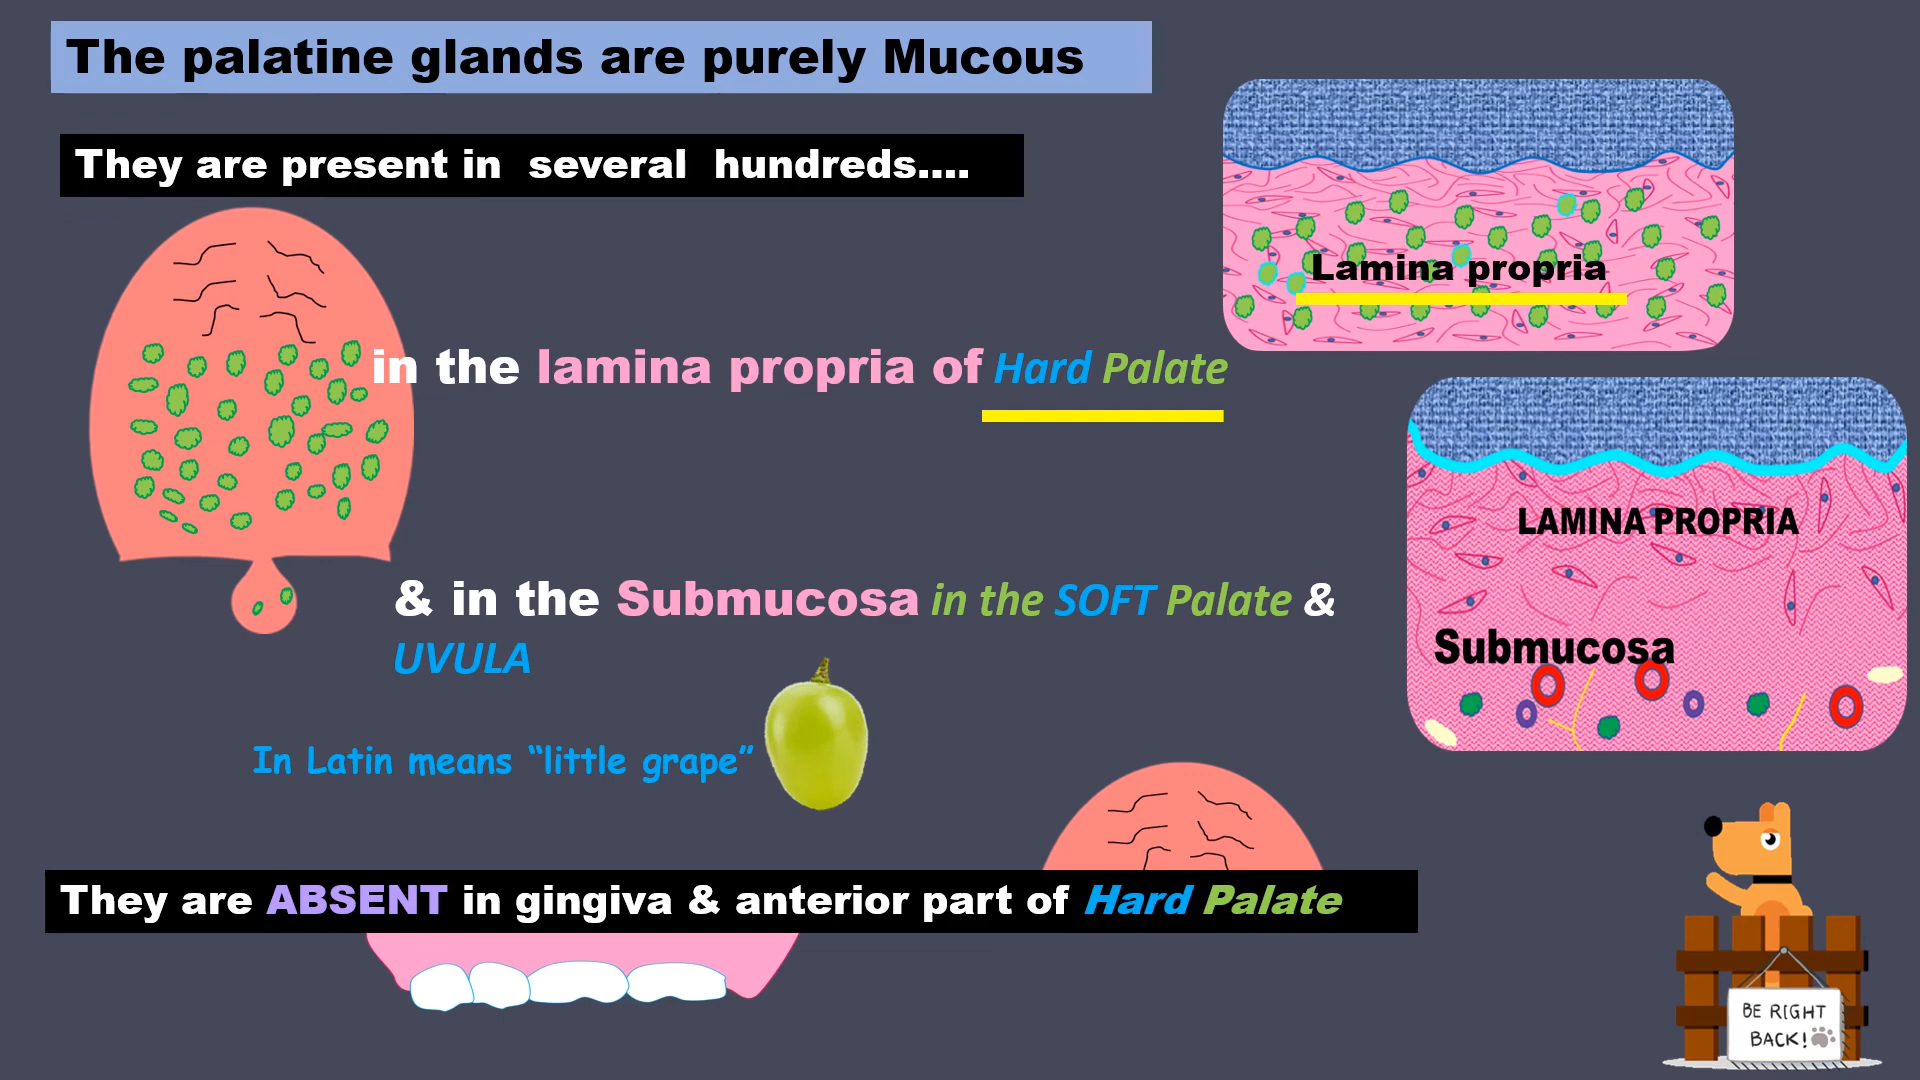 The palatine glands are purely Mucous
They are present in several hundreds....
Lamina propria
in the lamina propria of Hard Palate
LAMINA PROPRIA
& in the Submucosa in the SOFT Palate &
UVULA
Submucosa
In Latin means “little grape”
They are ABSENT in gingiva & anterior part of Hard Palate
BE RIGHT
BACK!